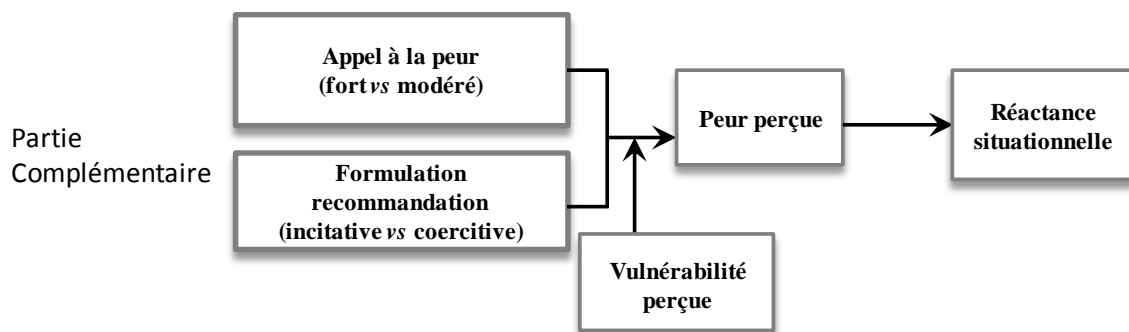 Partie
Complémentaire
Appel à la peur
(fort vs modéré)
Formulation
recommandation
(incitative vs coercitive)
Vulnérabilité
perçue
Peur perçue
Réactance
situationnelle